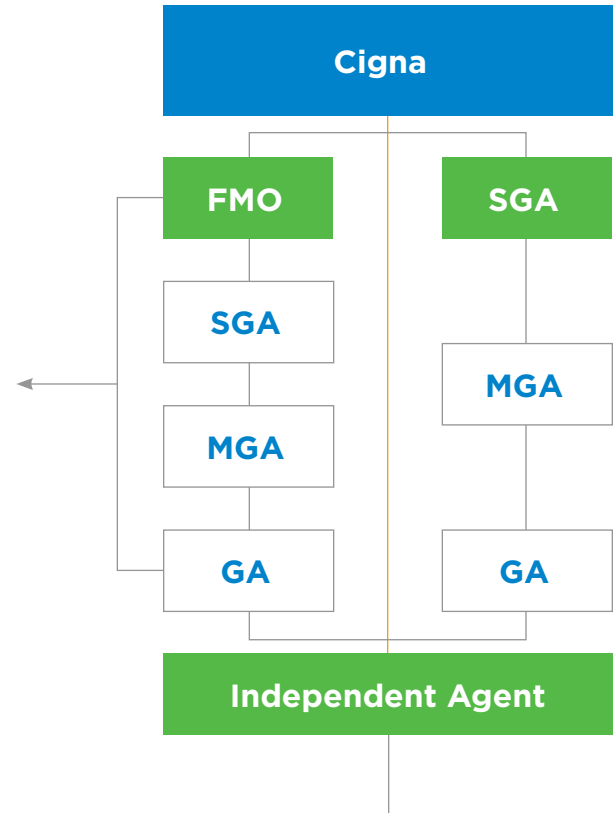 Cigna
FMO
SGA
SGA
MGA
MGA
GA
GA
Independent Agent